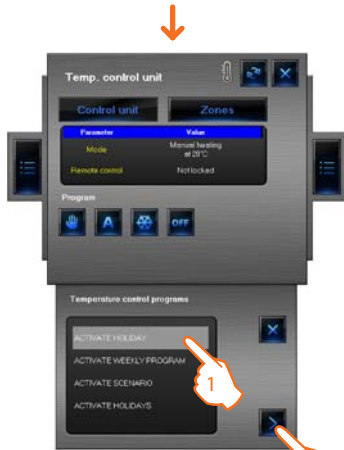 Temp. control unit
Control unit Zones
Parameter Value
Mode Manual heating
at 28°C
Remote control Not locked
Program
A OFF
Temperature control programs
ACTIVATE HOLIDAY
ACTIVATE WEEKLY PROGRAM
ACTIVATE SCENARIO
ACTIVATE HOLIDAYS
1